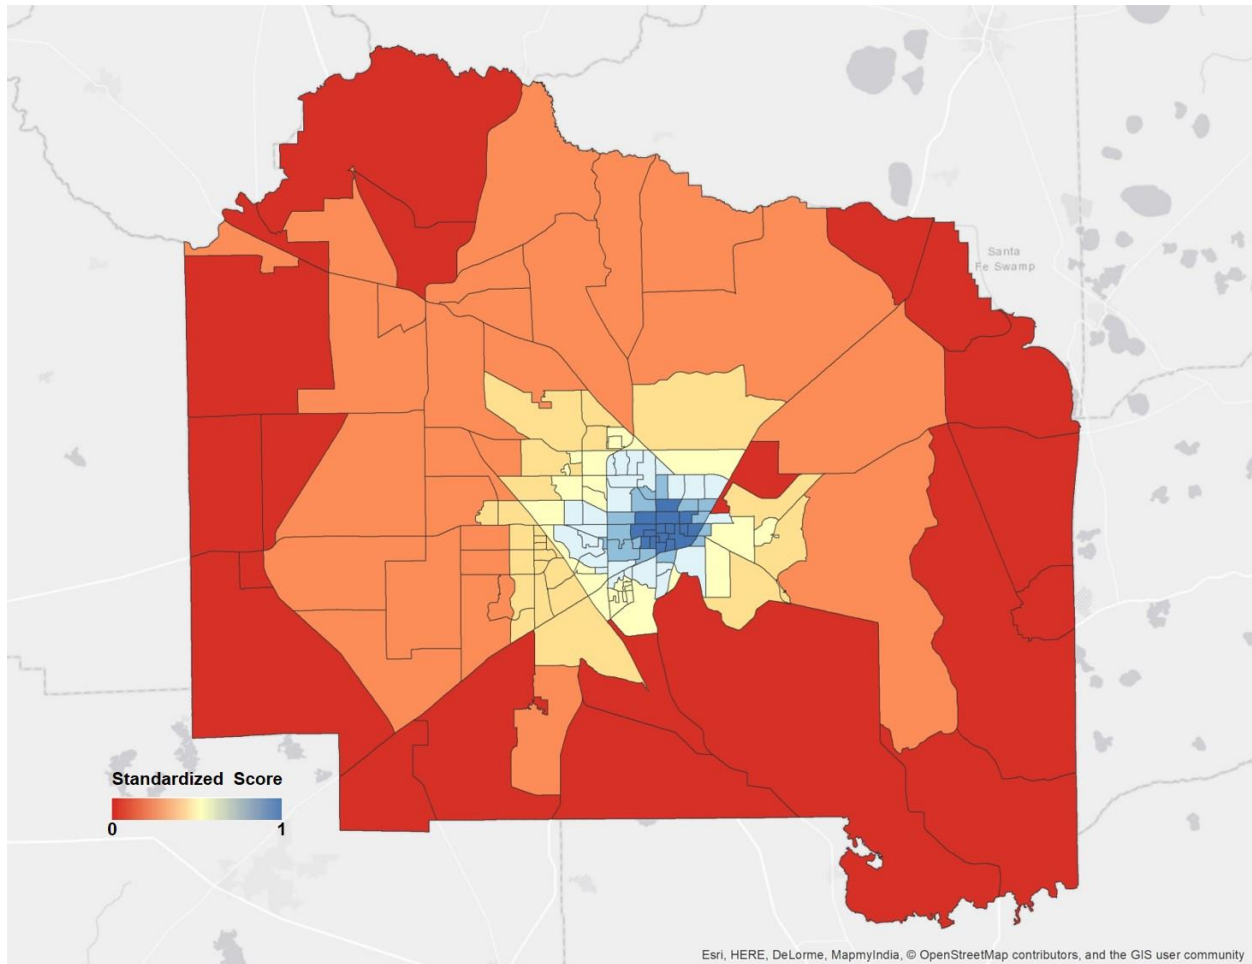 Santa
Fe Swamp
Standardized Score
0 1
Esri, HERE, DeLorme, MapmyIndia, © OpenStreetMap contributors, and the GIS user community